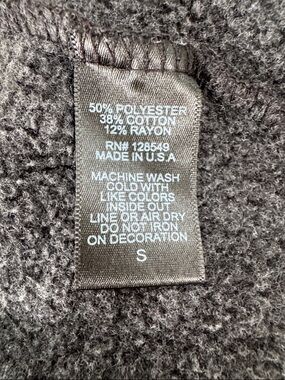 50% POLYESTER
38% COTTON
12% RAYON
RN# 128549
MADE IN U.S.A
MACHINE WASH
COLD WITH
LIKE COLORS
INSIDE OUT
LINE OR AIR DRY
DO NOT IRON
ON DECORATION
S